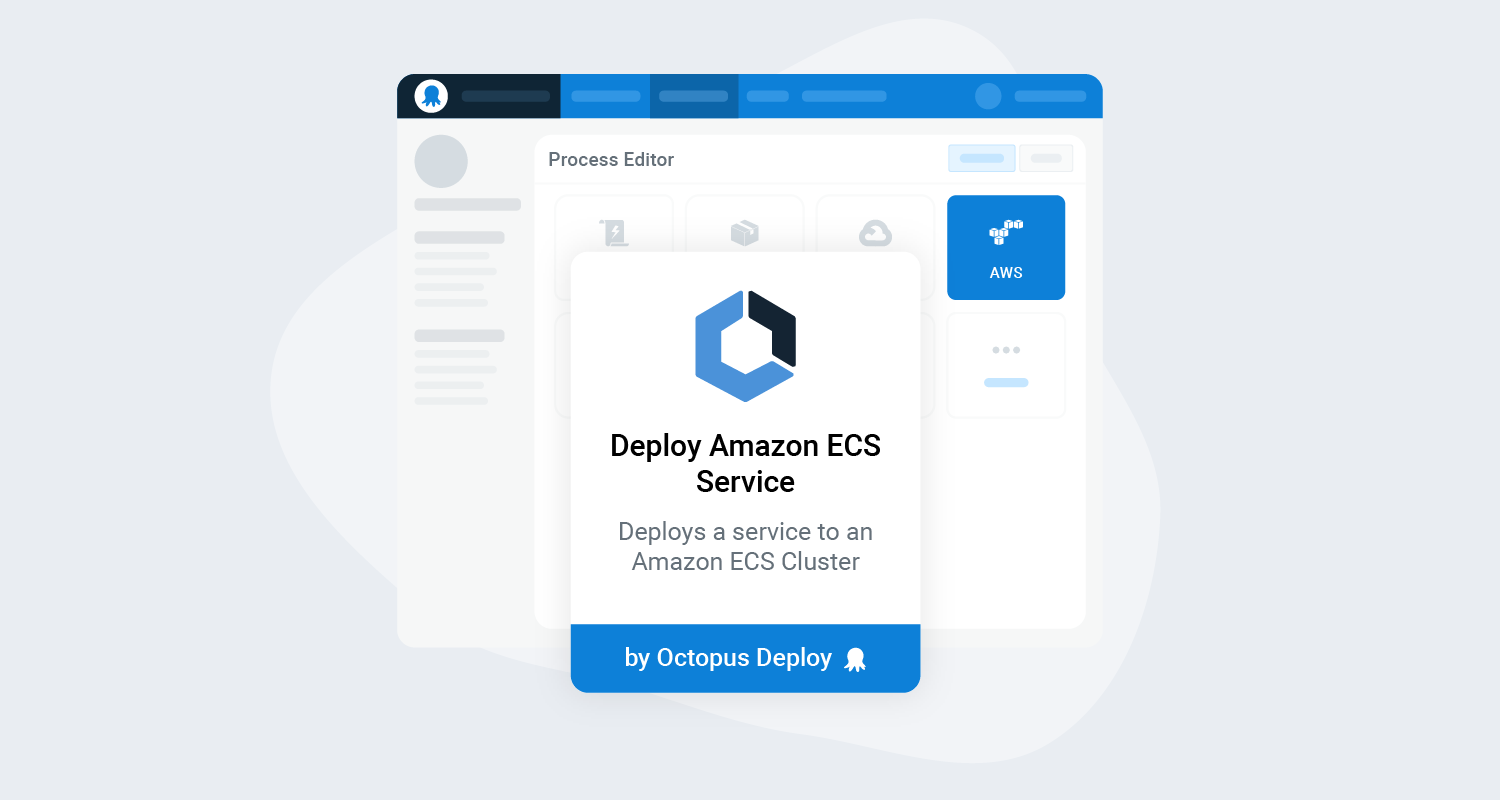 Process Editor
AWS
Deploy Amazon ECS
Service
Deploys a service to an
Amazon ECS Cluster
by Octopus Deploy